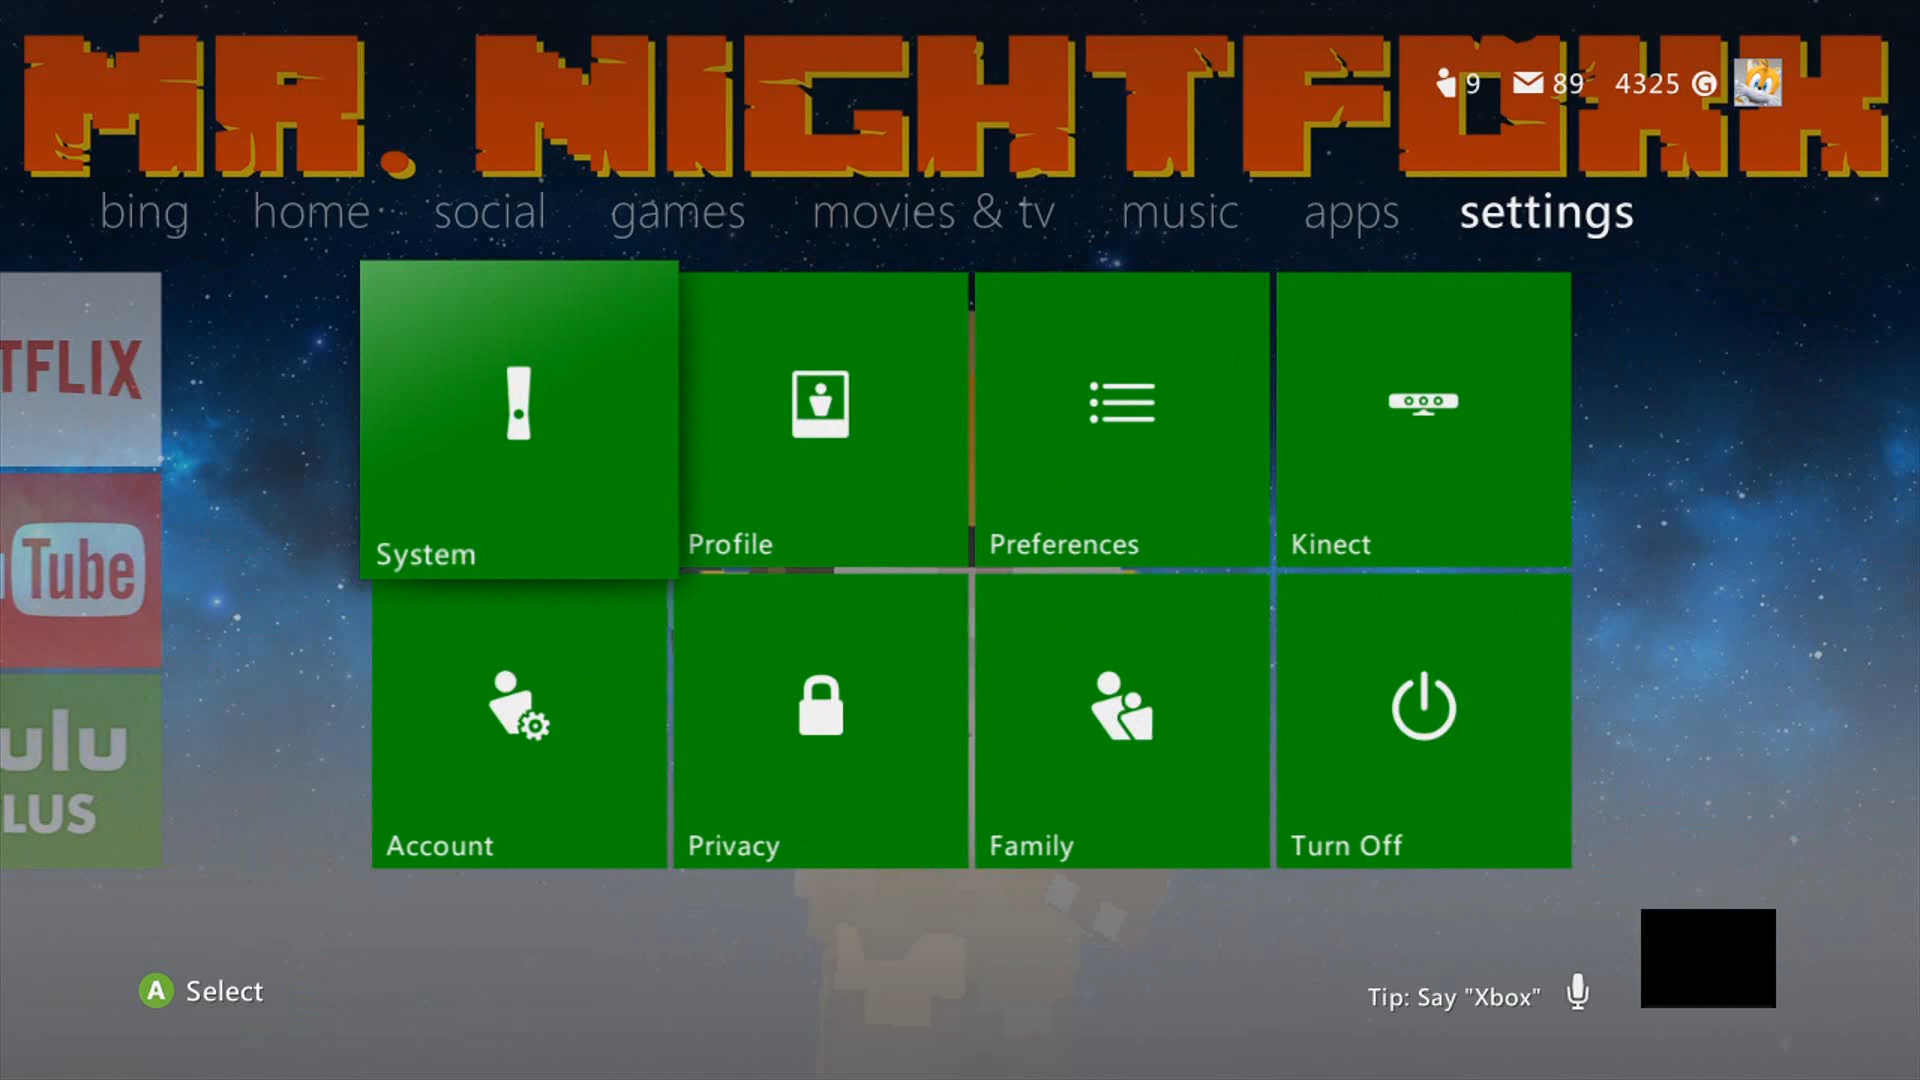 MR. NIGHTFOXX
9 89 4325 G
bing home social games movies & tv music apps settings
TFLIX
Tube
ulu
LUS
System
Profile
Preferences
Kinect
Account
Privacy
Family
Turn Off
A Select
Tip: Say "Xbox"